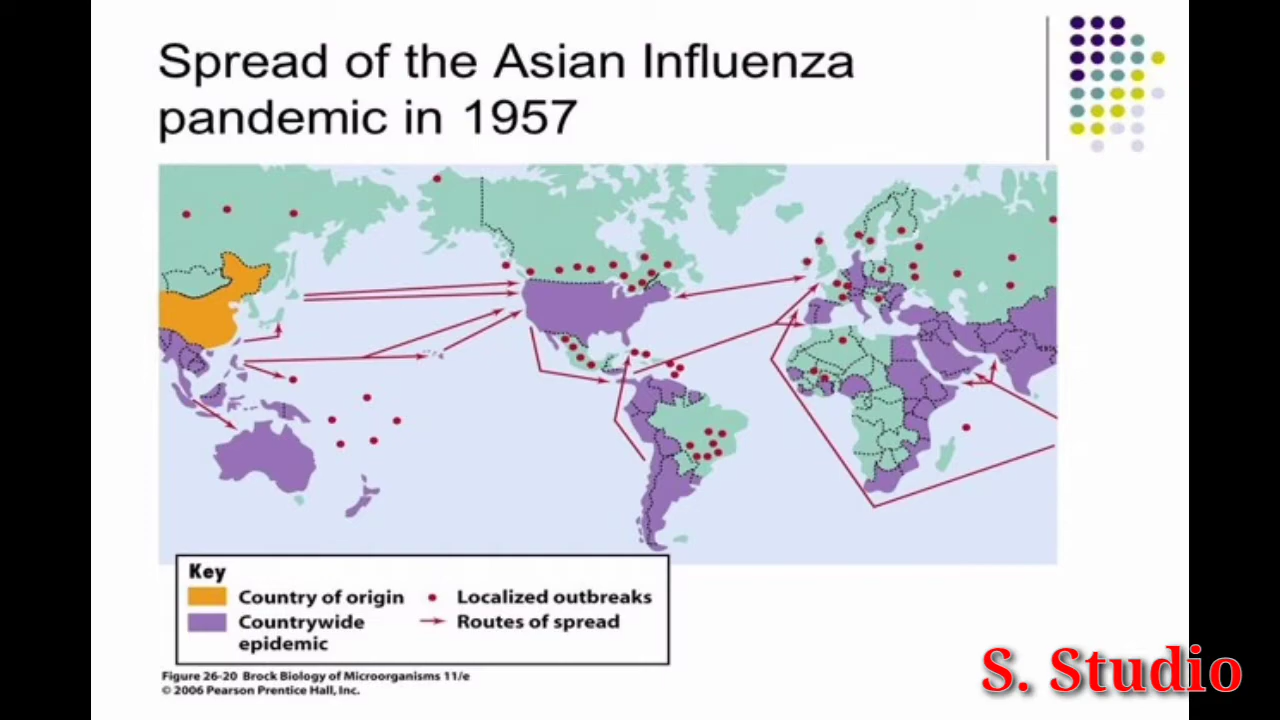 Spread of the Asian Influenza
pandemic in 1957
Key
Country of origin
Localized outbreaks
Countrywide
epidemic
Routes of spread
Figure 26-20 Brock Biology of Microorganisms 11/e
© 2006 Pearson Prentice Hall, Inc.
S. Studio